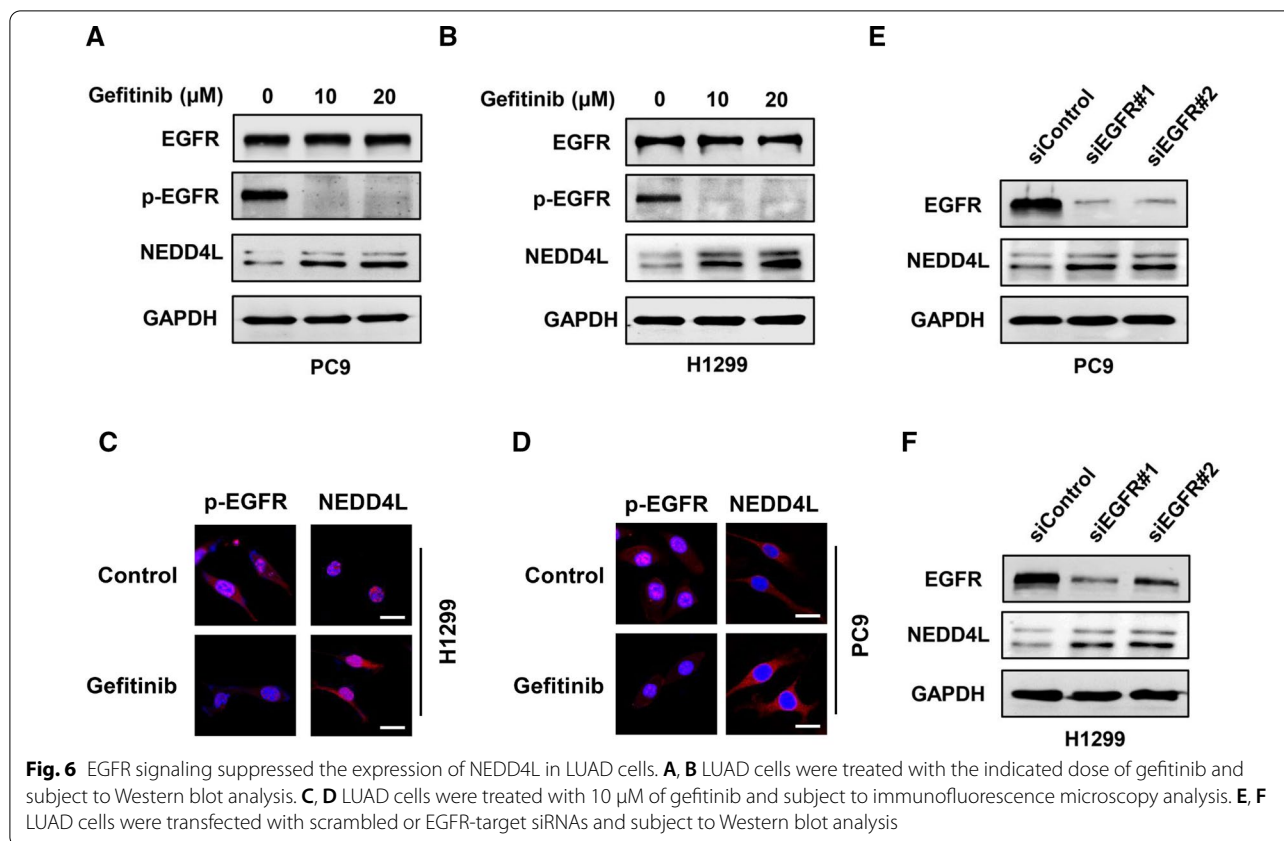 A
Gefitinib (µM) 0 10 20
EGFR
p-EGFR
NEDD4L
GAPDH
PC9
B
Gefitinib (µM) 0 10 20
EGFR
p-EGFR
NEDD4L
GAPDH
H1299
E
siControl siEGFR#1 siEGFR#2
EGFR
NEDD4L
GAPDH
PC9
C
p-EGFR NEDD4L
Control
Gefitinib
H1299
D
p-EGFR NEDD4L
Control
Gefitinib
PC9
F
siControl siEGFR#1 siEGFR#2
EGFR
NEDD4L
GAPDH
H1299
Fig. 6 EGFR signaling suppressed the expression of NEDD4L in LUAD cells. A, B LUAD cells were treated with the indicated dose of gefitinib and
subject to Western blot analysis. C, D LUAD cells were treated with 10 µM of gefitinib and subject to immunofluorescence microscopy analysis. E, F
LUAD cells were transfected with scrambled or EGFR-target siRNAs and subject to Western blot analysis